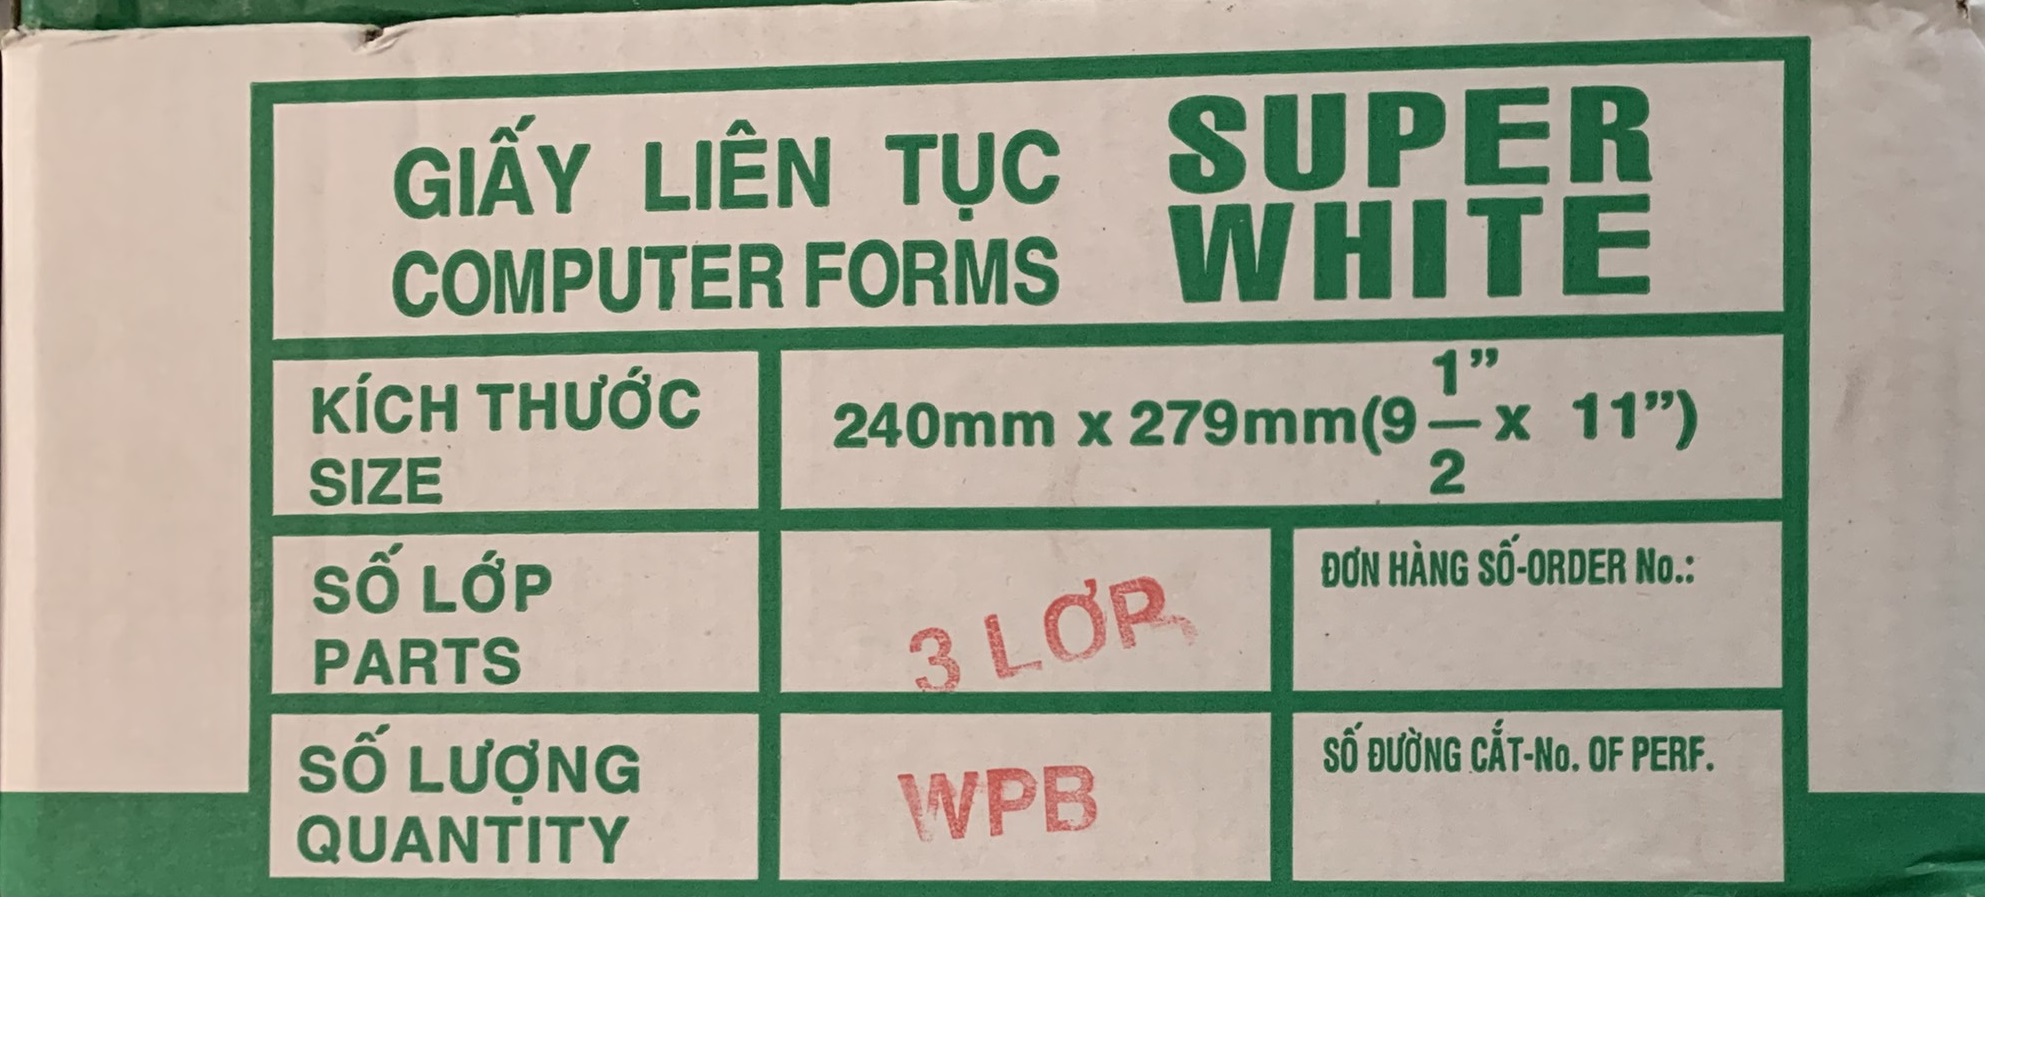 GIẤY LIÊN TỤC
COMPUTER FORMS
SUPER
WHITE
KÍCH THƯỚC
SIZE
240mm x 279mm(9 1”/2 x 11”)
SỐ LỚP
PARTS
3 LỚP
ĐƠN HÀNG SỐ-ORDER No.:
SỐ LƯỢNG
QUANTITY
WPB
SỐ ĐƯỜNG CẮT-No. OF PERF.